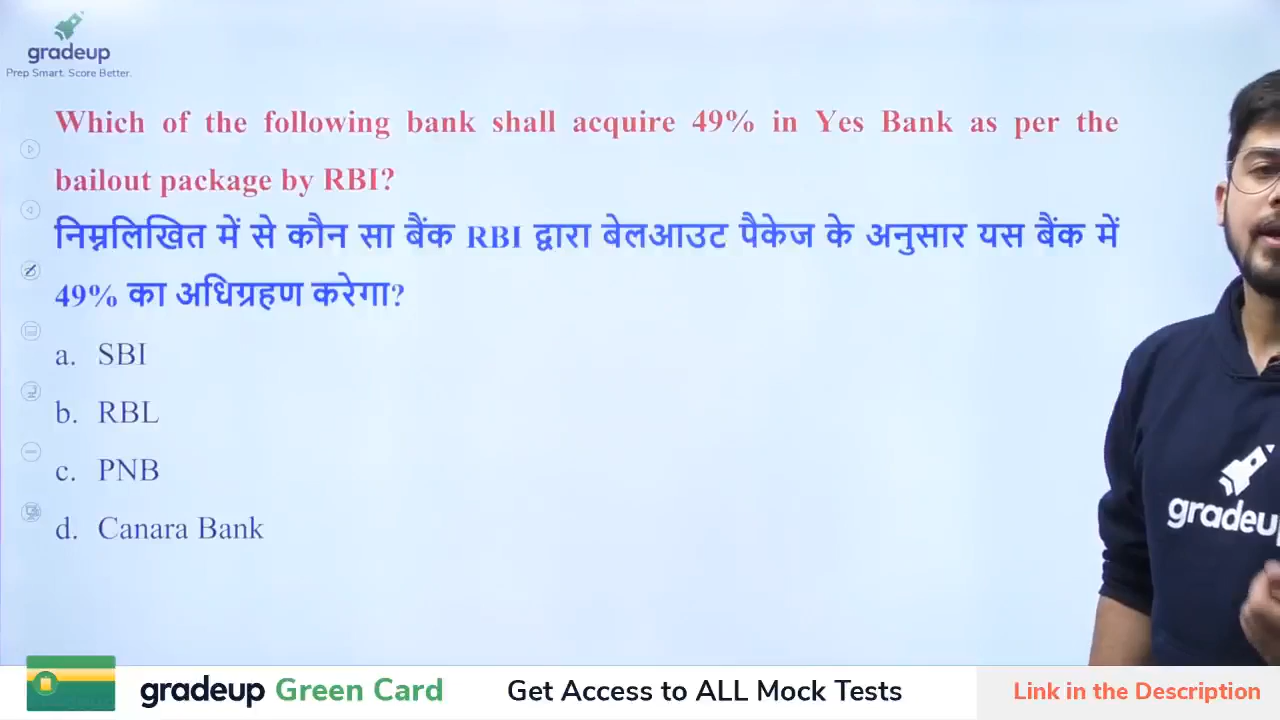 gradeup
Prep Smart. Score Better.
Which of the following bank shall acquire 49% in Yes Bank as per the
bailout package by RBI?
निम्नलिखित में से कौन सा बैंक RBI द्वारा बेलआउट पैकेज के अनुसार यस बैंक में
49% का अधिग्रहण करेगा?
a. SBI
b. RBL
c. PNB
d. Canara Bank
gradeup
gradeup Green Card Get Access to ALL Mock Tests Link in the Description